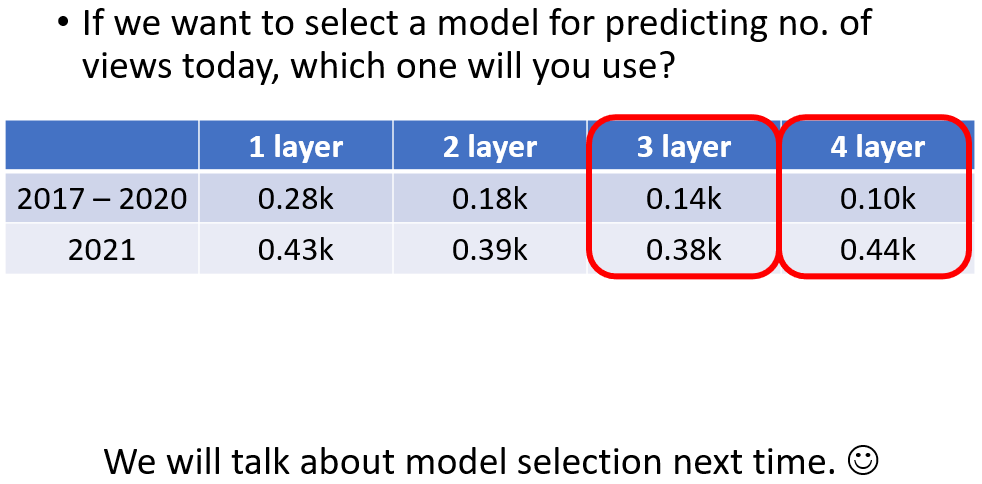 • If we want to select a model for predicting no. of
views today, which one will you use?
1 layer 2 layer 3 layer 4 layer
2017 – 2020 0.28k 0.18k 0.14k 0.10k
2021 0.43k 0.39k 0.38k 0.44k
We will talk about model selection next time. ☺